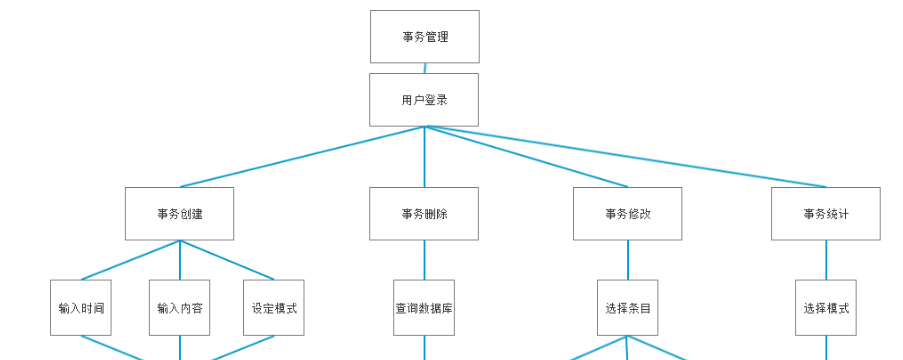 事务管理
用户登录
事务创建
事务删除
事务修改
事务统计
输入时间
输入内容
设定模式
查询数据库
选择条目
选择模式